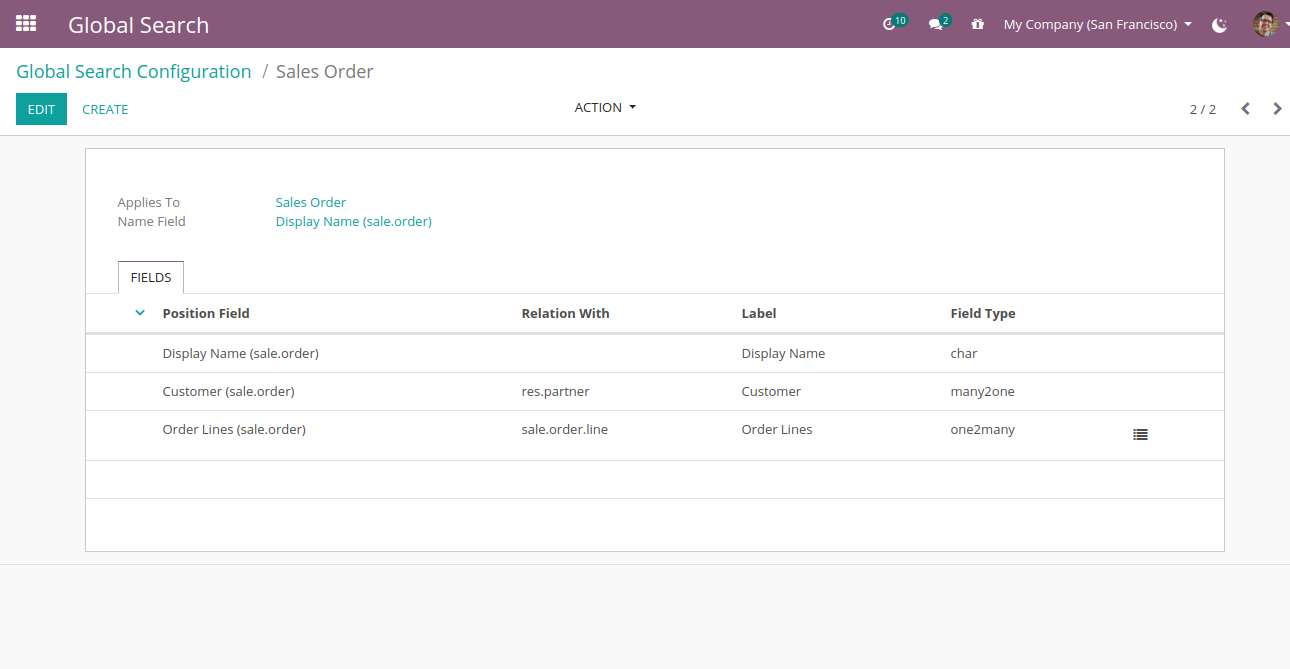 Global Search 10 2 My Company (San Francisco)
Global Search Configuration / Sales Order
EDIT CREATE ACTION 2 / 2
Applies To Sales Order
Name Field Display Name (sale.order)
FIELDS
Position Field Relation With Label Field Type
Display Name (sale.order) Display Name char
Customer (sale.order) res.partner Customer many2one
Order Lines (sale.order) sale.order.line Order Lines one2many